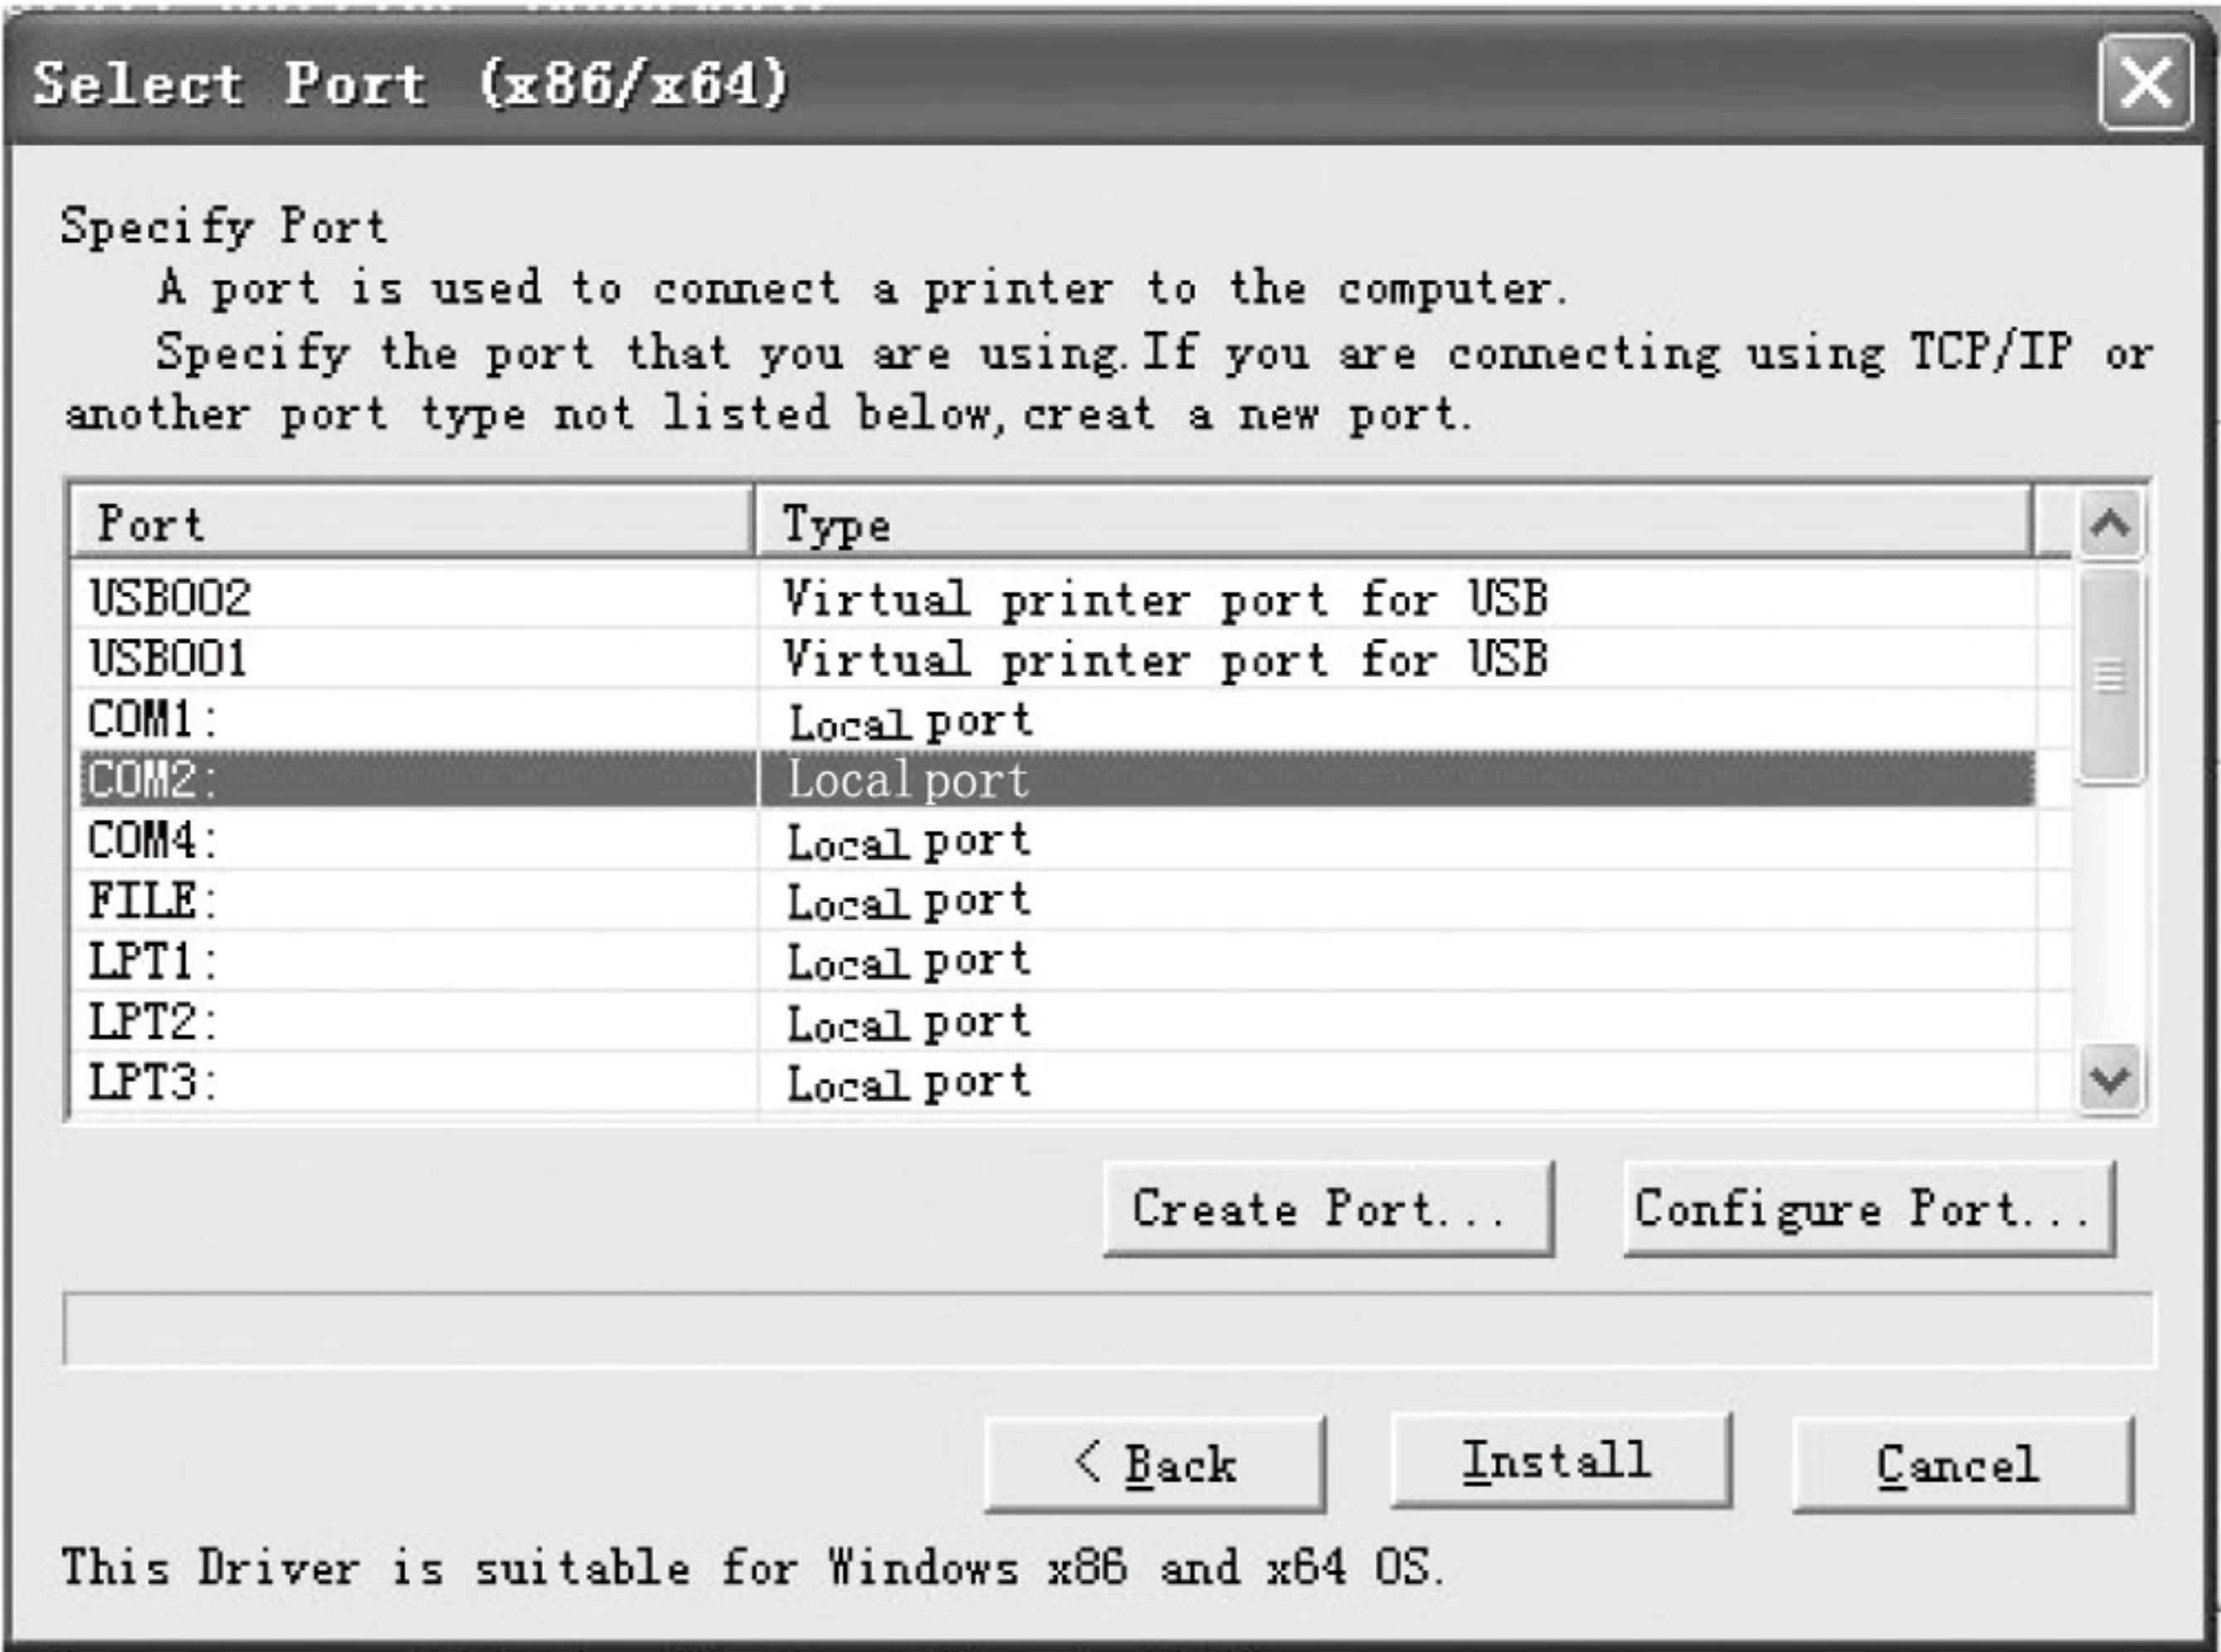 Select Port (x86/x64)
Specify Port
A port is used to connect a printer to the computer.
Specify the port that you are using.If you are connecting using TCP/IP or
another port type not listed below,creat a new port.
Port Type
USB002 Virtual printer port for USB
USB001 Virtual printer port for USB
COM1: Local port
COM2: Local port
COM4: Local port
FILE: Local port
LPT1: Local port
LPT2: Local port
LPT3: Local port
Create Port... Configure Port...
< Back Install Cancel
This Driver is suitable for Windows x86 and x64 OS.